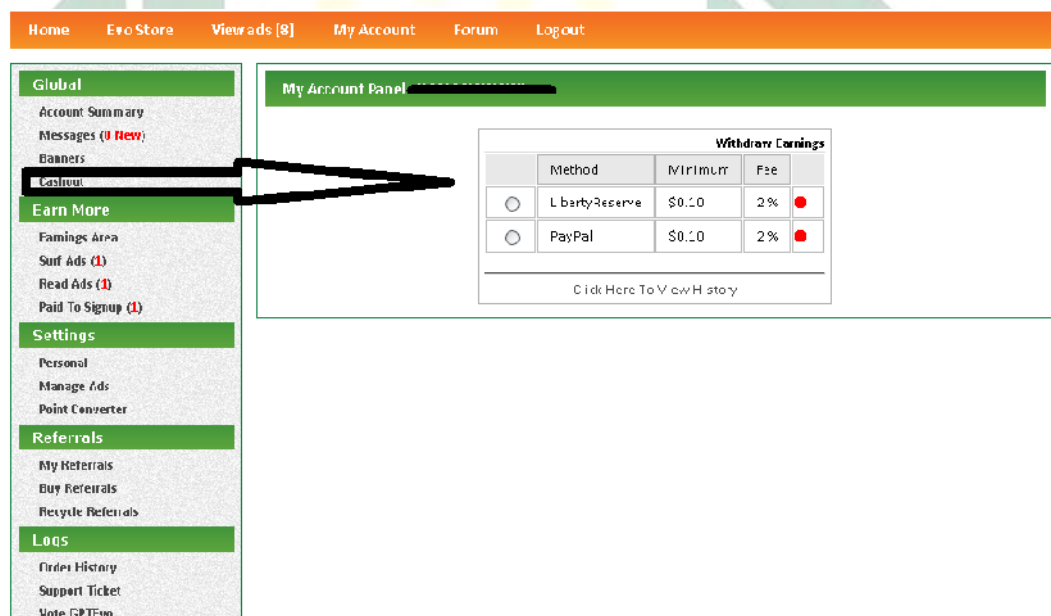 Home Evo Store View ads [8] My Account Forum Logout
Global
Account Summary
Messages (0 New)
Banners
Cashout
Earn More
Earnings Area
Surf Ads (1)
Read Ads (1)
Paid To Signup (1)
Settings
Personal
Manage Ads
Point Converter
Referrals
My Referrals
Buy Referrals
Recycle Referrals
Logs
Order History
Support Ticket
Vote GPTEvo
My Account Panel
Withdraw Earnings
Method Minimum Fee
LibertyReserve $0.10 2%
PayPal $0.10 2%
Click Here To View History